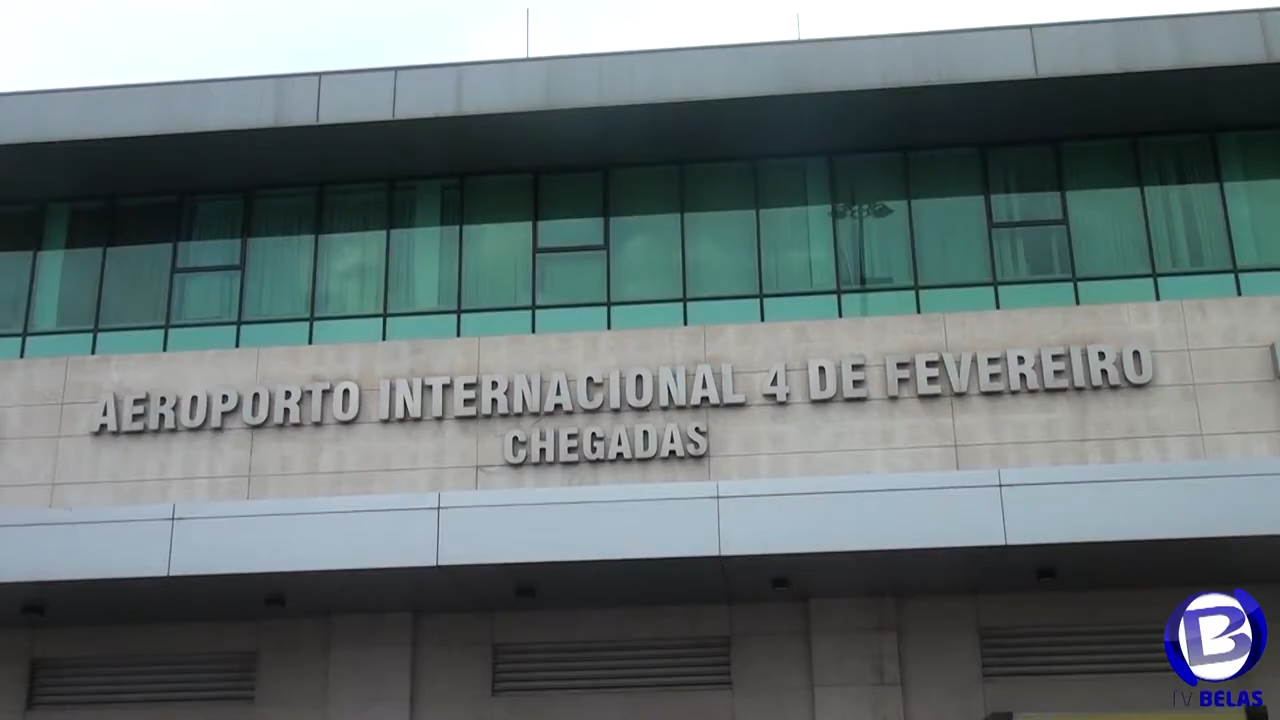 AEROPORTO INTERNACIONAL 4 DE FEVEREIRO
CHEGADAS
B
TV BELAS